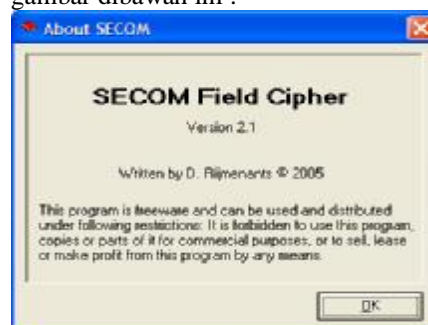 gambar dibawah ini :
About SECOM
SECOM Field Cipher
Version 2.1
Written by D. Rijmenants © 2005
This program is freeware and can be used and distributed
under following restrictions: It is forbidden to use this program,
copies or parts of it for commercial purposes, or to sell, lease
or make profit from this program by any means.
OK